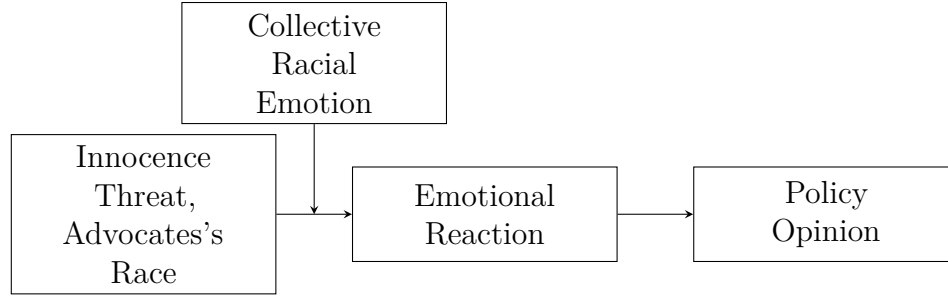 Collective
Racial
Emotion
Innocence
Threat,
Advocates's
Race
Emotional
Reaction
Policy
Opinion